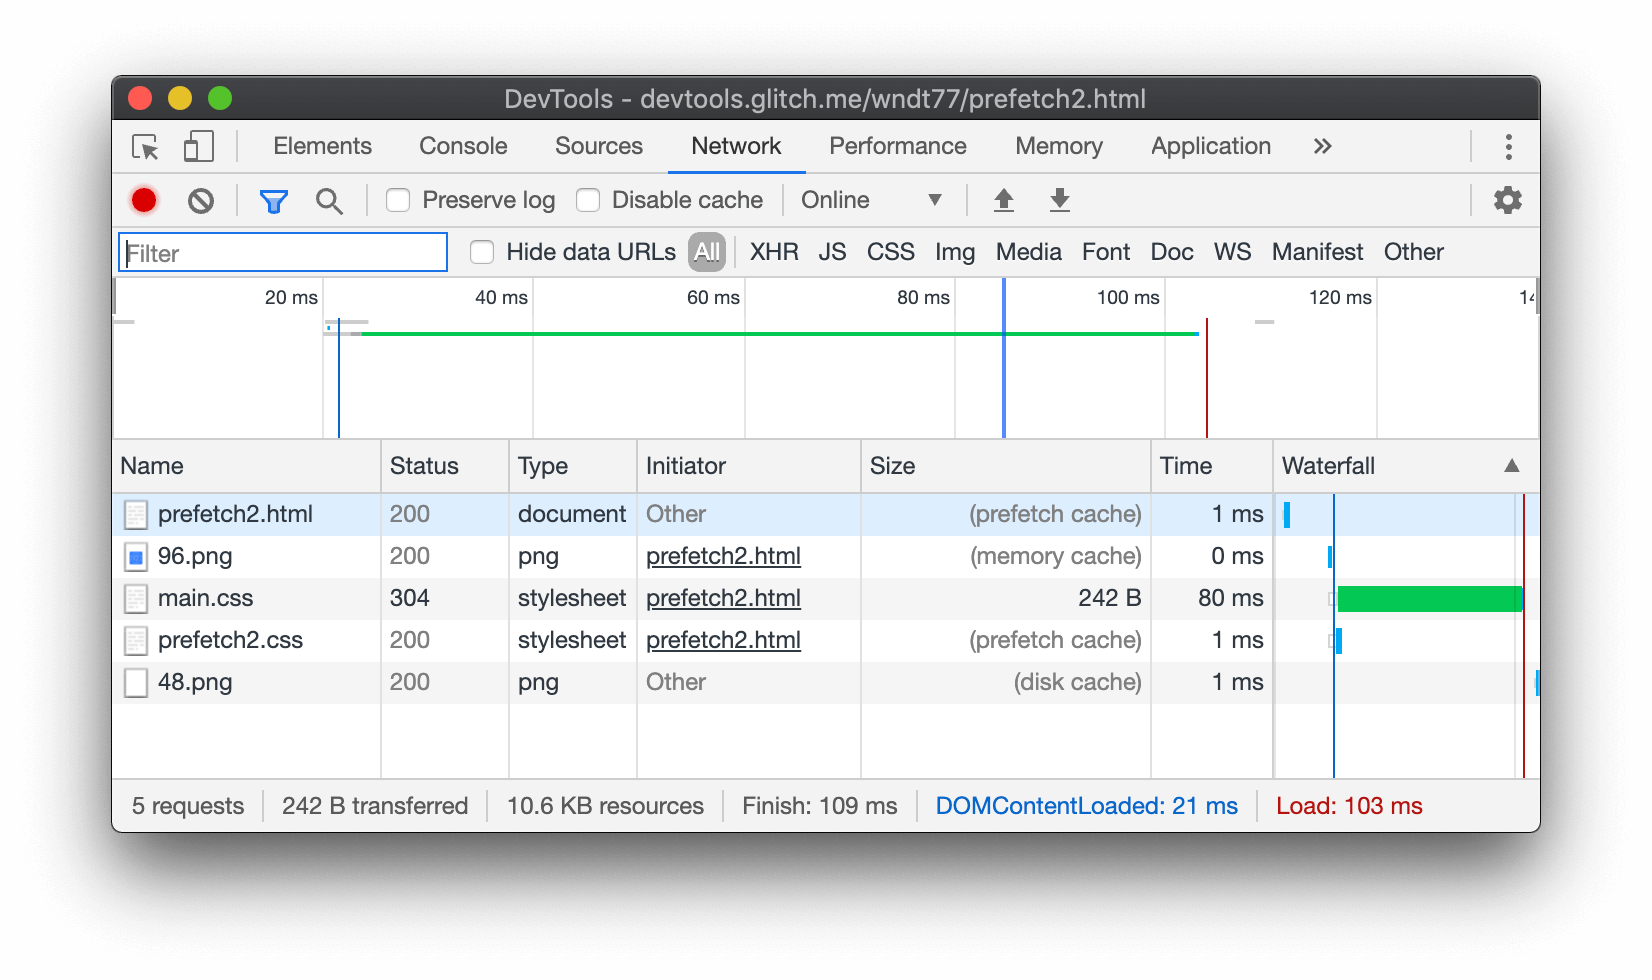 DevTools - devtools.glitch.me/wndt77/prefetch2.html
Elements Console Sources Network Performance Memory Application »
Preserve log Disable cache Online
Filter Hide data URLs All XHR JS CSS Img Media Font Doc WS Manifest Other
20 ms 40 ms 60 ms 80 ms 100 ms 120 ms
Name Status Type Initiator Size Time Waterfall
prefetch2.html 200 document Other (prefetch cache) 1 ms
96.png 200 png prefetch2.html (memory cache) 0 ms
main.css 304 stylesheet prefetch2.html 242 B 80 ms
prefetch2.css 200 stylesheet prefetch2.html (prefetch cache) 1 ms
48.png 200 png Other (disk cache) 1 ms
5 requests 242 B transferred 10.6 KB resources Finish: 109 ms DOMContentLoaded: 21 ms Load: 103 ms